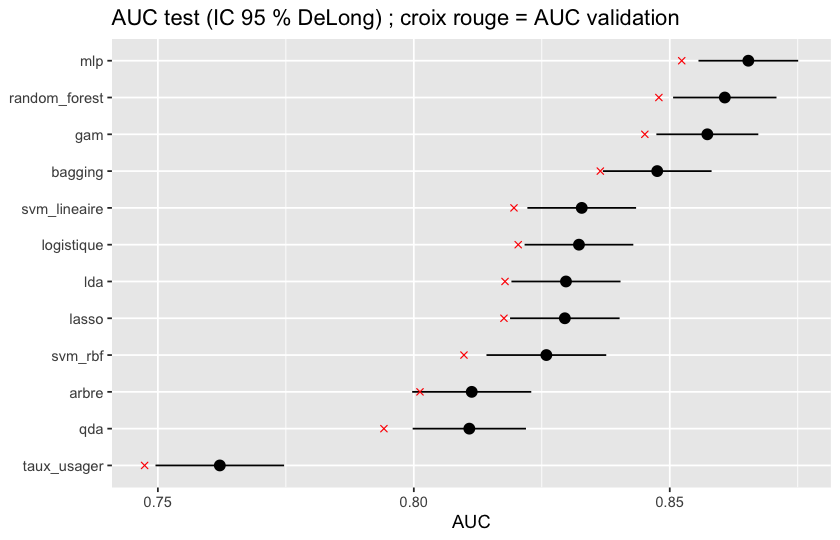 AUC test (IC 95 % DeLong) ; croix rouge = AUC validation
mlp
random_forest
gam
bagging
svm_lineaire
logistique
lda
lasso
svm_rbf
arbre
qda
taux_usager
0.75 0.80 0.85
AUC